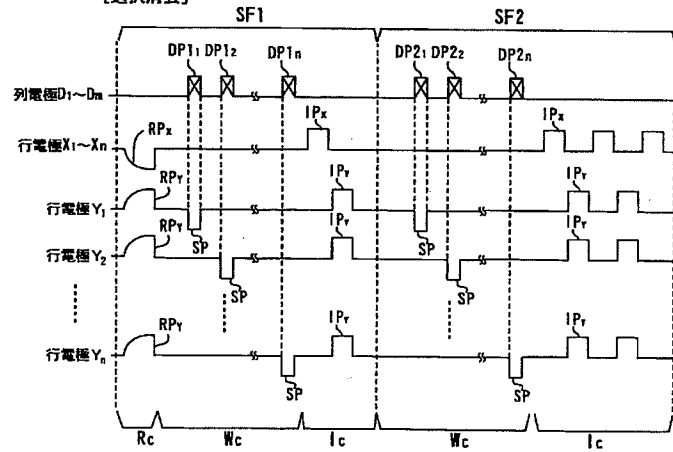 [選択消去]
SF1 SF2
DP1₁ DP1₂ DP1n DP2₁ DP2₂ DP2n
列電極D₁~Dm
RPx IPx IPx
行電極X₁~Xn
RPY IPY IPY
行電極Y₁
SP SP
RPY IPY IPY
行電極Y₂
SP SP
RPY IPY IPY
行電極Yn
SP SP
Rc Wc Ic Wc Ic